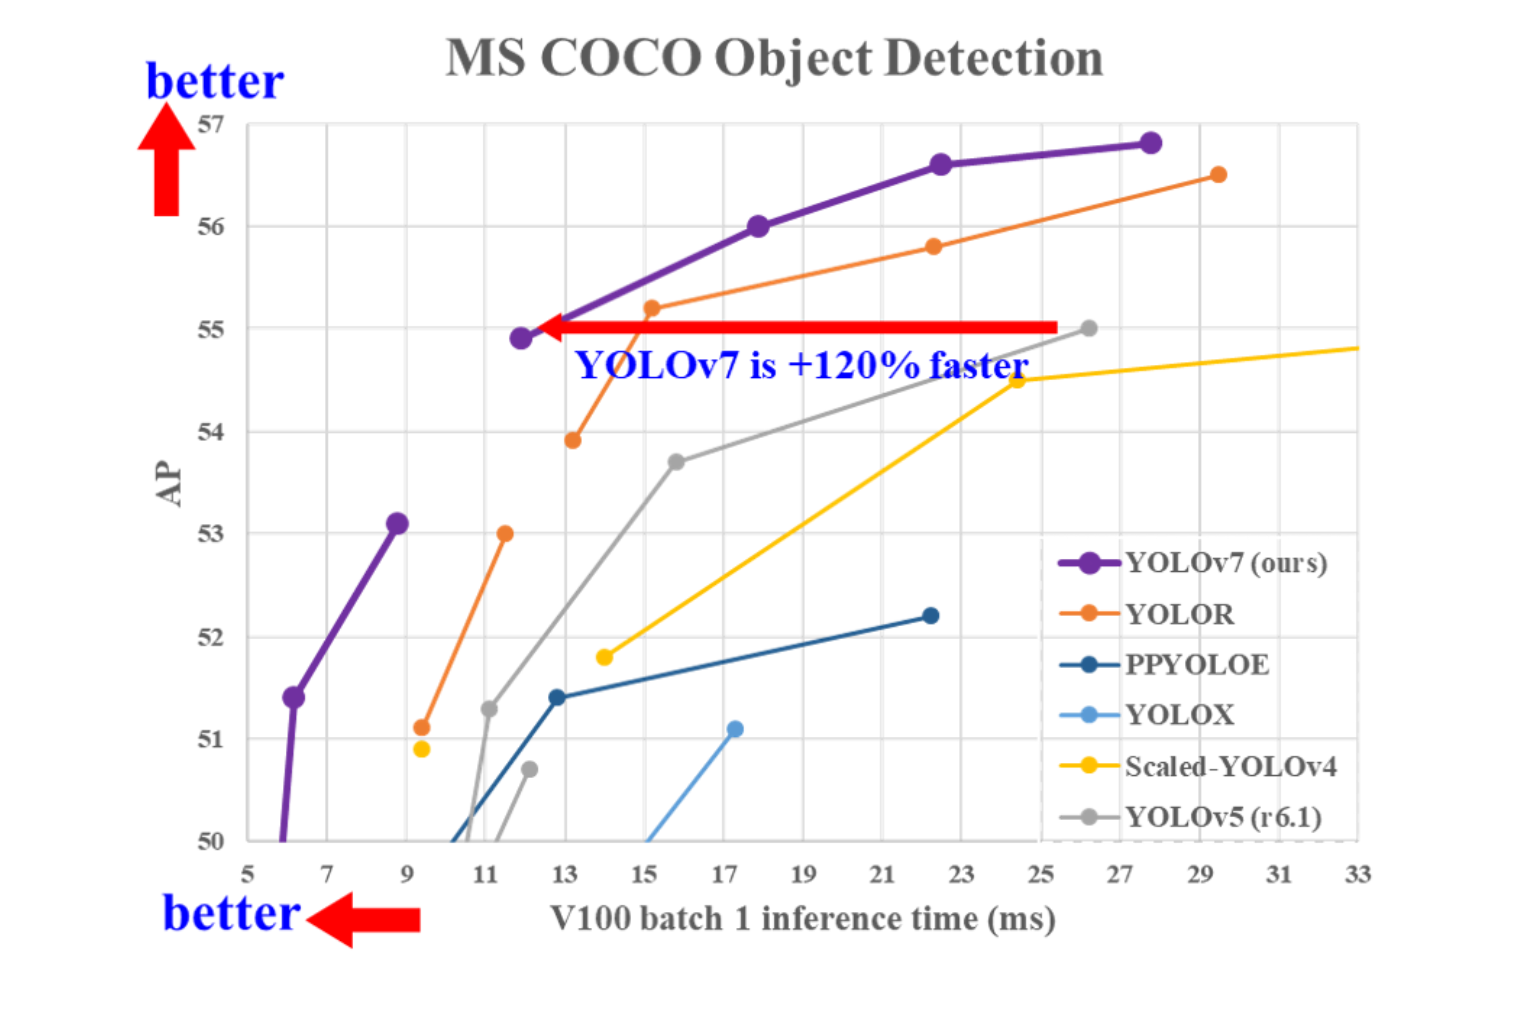 MS COCO Object Detection
better
57
56
55
54
53
52
51
50
AP
YOLOv7 is +120% faster
YOLOv7 (ours)
YOLOR
PPYOLOE
YOLOX
Scaled-YOLOv4
YOLOv5 (r6.1)
5 7 9 11 13 15 17 19 21 23 25 27 29 31 33
better
V100 batch 1 inference time (ms)